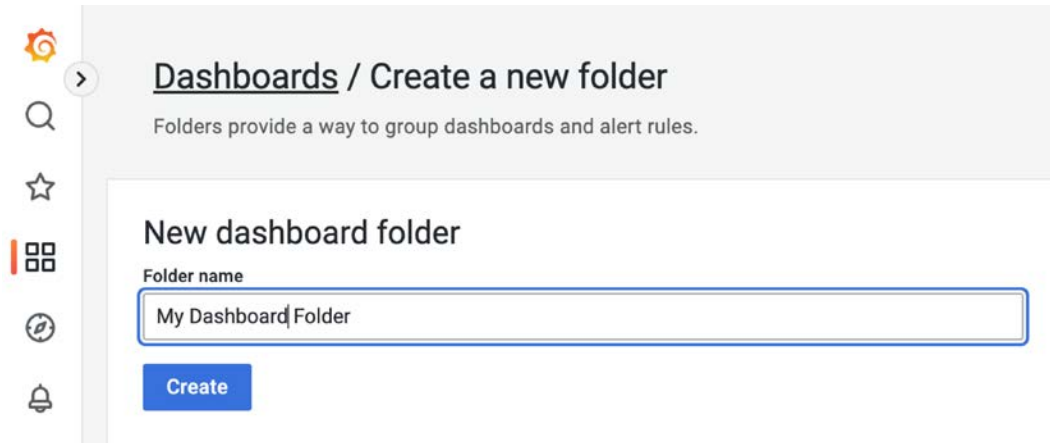 Dashboards / Create a new folder
Folders provide a way to group dashboards and alert rules.
New dashboard folder
Folder name
My Dashboard Folder
Create